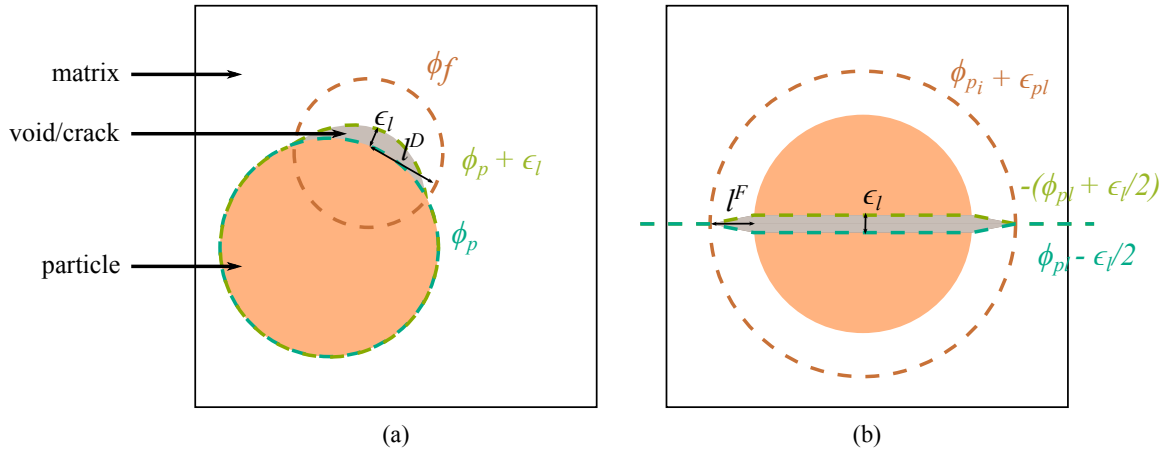 matrix
void/crack
particle
ϕf
ϵl
lD
ϕp + ϵl
ϕp
(a)
ϕpi + ϵpl
-(ϕpl + ϵl/2)
lF
ϵl
ϕpl - ϵl/2
(b)